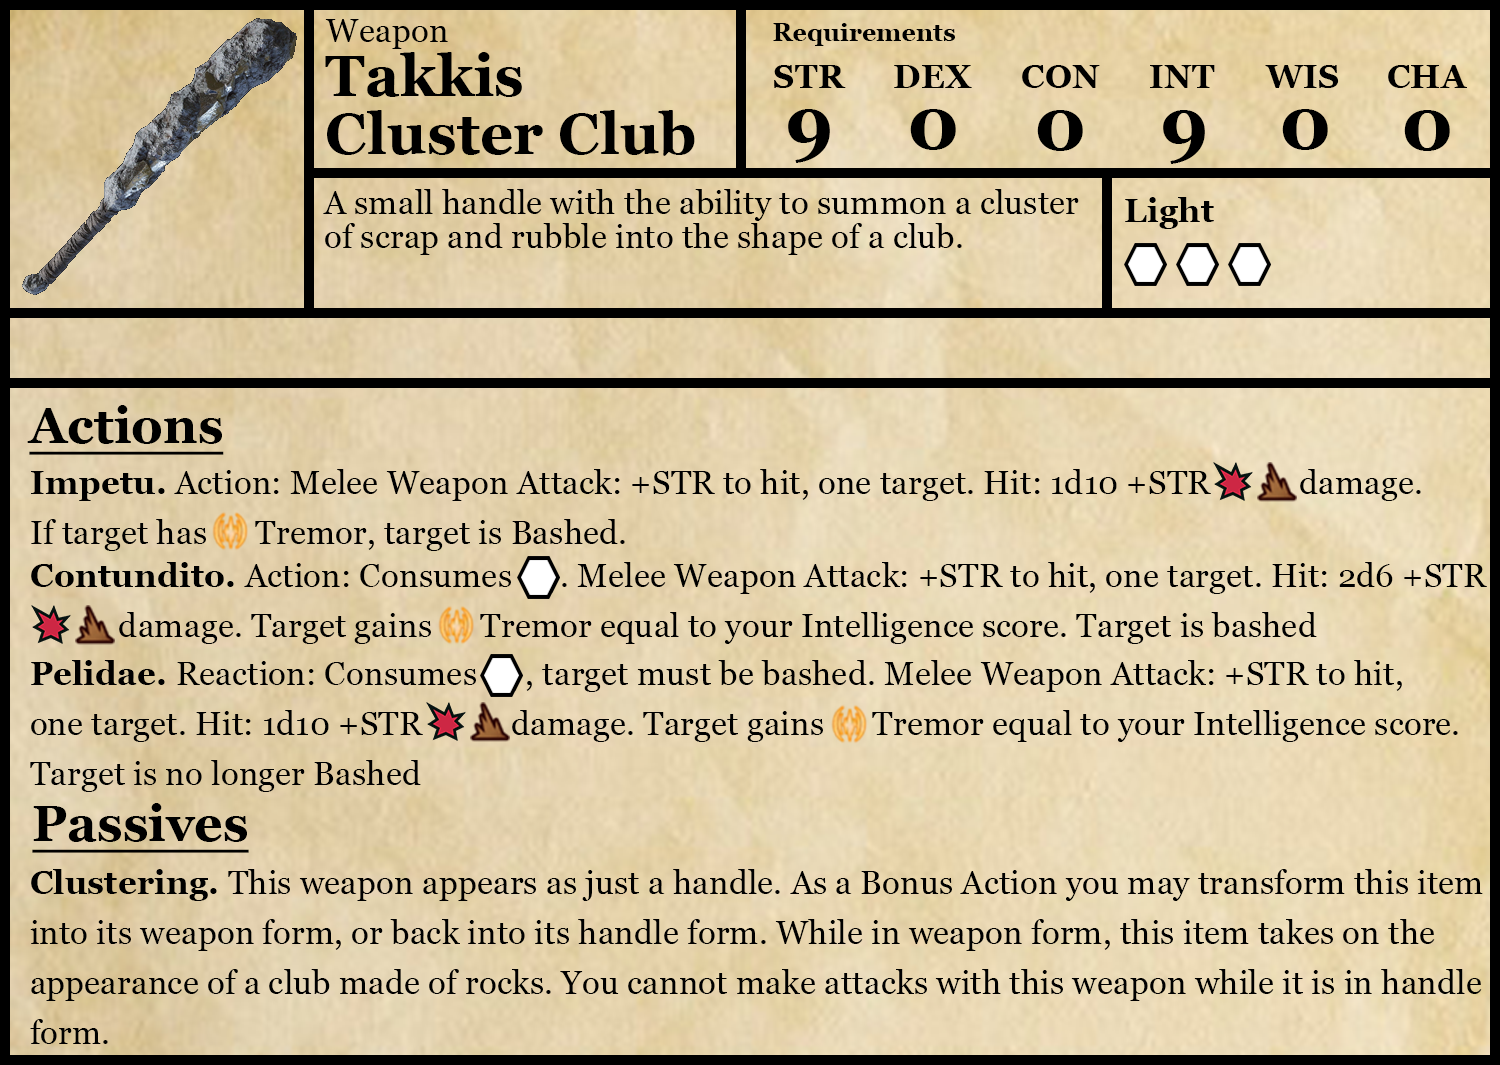 Weapon
Takkis
Cluster Club
Requirements
STR DEX CON INT WIS CHA
9 0 0 9 0 0
A small handle with the ability to summon a cluster
of scrap and rubble into the shape of a club.
Light
Actions
Impetu. Action: Melee Weapon Attack: +STR to hit, one target. Hit: 1d10 +STR damage.
If target has Tremor, target is Bashed.
Contundito. Action: Consumes . Melee Weapon Attack: +STR to hit, one target. Hit: 2d6 +STR
damage. Target gains Tremor equal to your Intelligence score. Target is bashed
Pelidae. Reaction: Consumes , target must be bashed. Melee Weapon Attack: +STR to hit,
one target. Hit: 1d10 +STR damage. Target gains Tremor equal to your Intelligence score.
Target is no longer Bashed
Passives
Clustering. This weapon appears as just a handle. As a Bonus Action you may transform this item
into its weapon form, or back into its handle form. While in weapon form, this item takes on the
appearance of a club made of rocks. You cannot make attacks with this weapon while it is in handle
form.